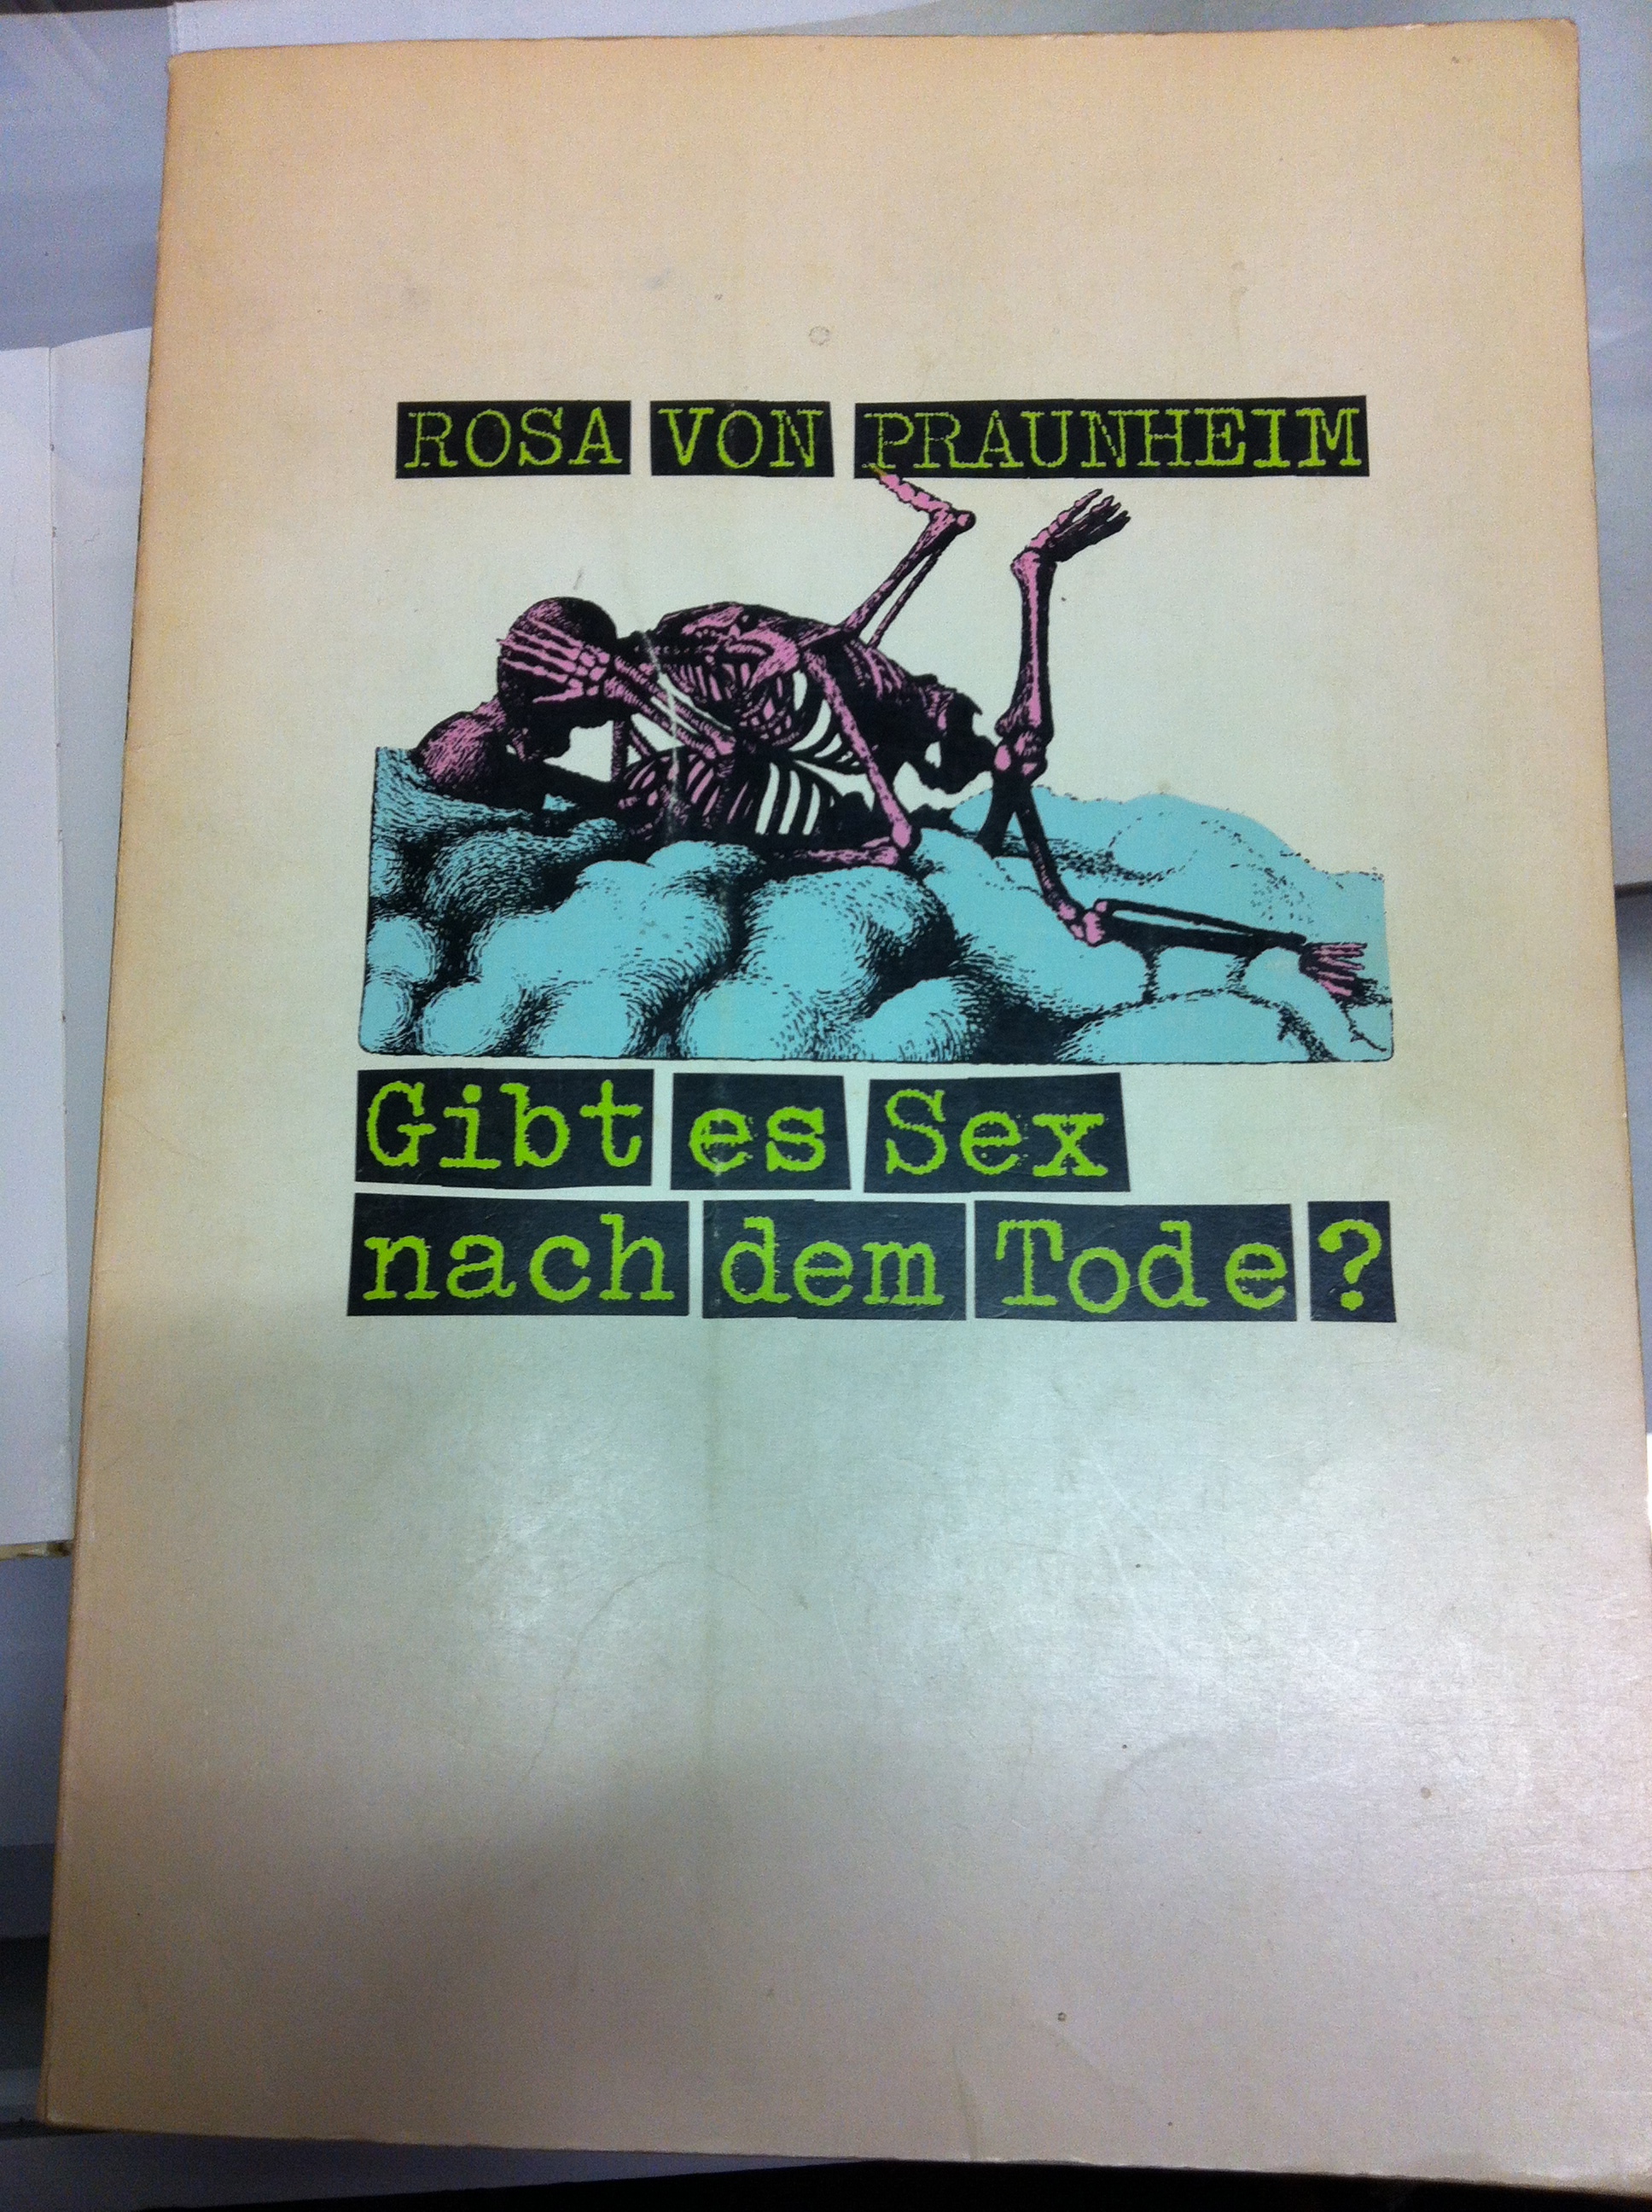 ROSA VON PRAUNHEIM
Gibt es Sex
nach dem Tode?